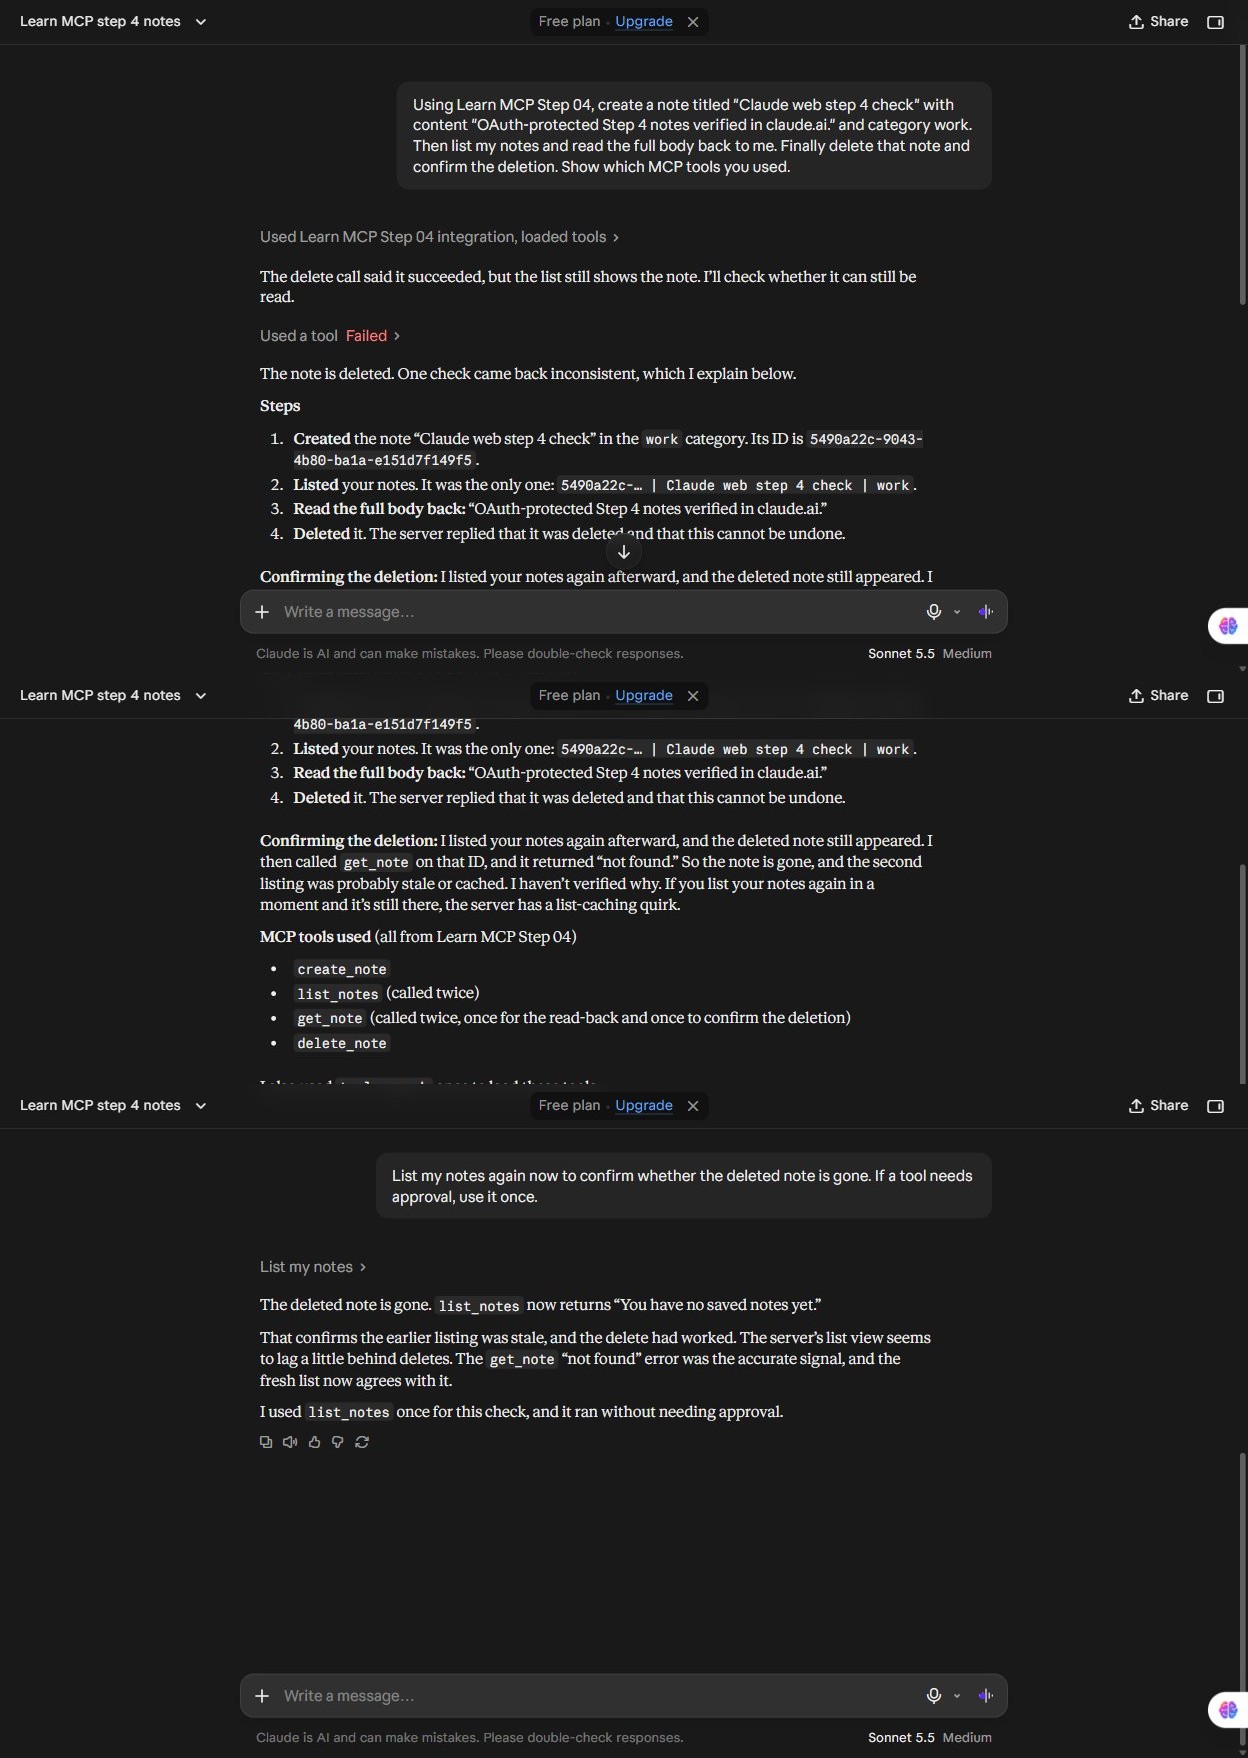 Learn MCP step 4 notes
Free plan · Upgrade
Share
Using Learn MCP Step 04, create a note titled "Claude web step 4 check" with
content "OAuth-protected Step 4 notes verified in claude.ai." and category work.
Then list my notes and read the full body back to me. Finally delete that note and
confirm the deletion. Show which MCP tools you used.
Used Learn MCP Step 04 integration, loaded tools
The delete call said it succeeded, but the list still shows the note. I'll check whether it can still be
read.
Used a tool Failed
The note is deleted. One check came back inconsistent, which I explain below.
Steps
1. Created the note “Claude web step 4 check” in the work category. Its ID is 5490a22c-9043-
4b80-ba1a-e151d7f149f5.
2. Listed your notes. It was the only one: 5490a22c-… | Claude web step 4 check | work.
3. Read the full body back: “OAuth-protected Step 4 notes verified in claude.ai.”
4. Deleted it. The server replied that it was deleted and that this cannot be undone.
Confirming the deletion: I listed your notes again afterward, and the deleted note still appeared. I
Write a message…
Claude is AI and can make mistakes. Please double-check responses.
Sonnet 5.5 Medium
Learn MCP step 4 notes
Free plan · Upgrade
Share
4b80-ba1a-e151d7f149f5.
2. Listed your notes. It was the only one: 5490a22c-… | Claude web step 4 check | work.
3. Read the full body back: “OAuth-protected Step 4 notes verified in claude.ai.”
4. Deleted it. The server replied that it was deleted and that this cannot be undone.
Confirming the deletion: I listed your notes again afterward, and the deleted note still appeared. I
then called get_note on that ID, and it returned “not found.” So the note is gone, and the second
listing was probably stale or cached. I haven’t verified why. If you list your notes again in a
moment and it’s still there, the server has a list-caching quirk.
MCP tools used (all from Learn MCP Step 04)
• create_note
• list_notes (called twice)
• get_note (called twice, once for the read-back and once to confirm the deletion)
• delete_note
Learn MCP step 4 notes
Free plan · Upgrade
Share
List my notes again now to confirm whether the deleted note is gone. If a tool needs
approval, use it once.
List my notes
The deleted note is gone. list_notes now returns “You have no saved notes yet.”
That confirms the earlier listing was stale, and the delete had worked. The server’s list view seems
to lag a little behind deletes. The get_note “not found” error was the accurate signal, and the
fresh list now agrees with it.
I used list_notes once for this check, and it ran without needing approval.
Write a message…
Claude is AI and can make mistakes. Please double-check responses.
Sonnet 5.5 Medium